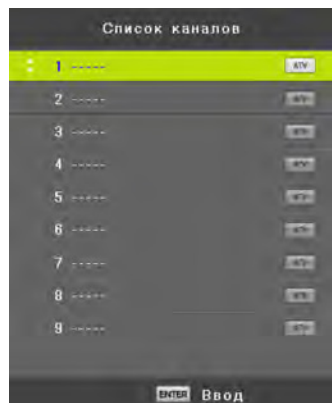 Список каналов
1 ----- ATV
2 ----- ATV
3 ----- ATV
4 ----- ATV
5 ----- ATV
6 ----- ATV
7 ----- ATV
8 ----- ATV
9 ----- ATV
ENTER Ввод